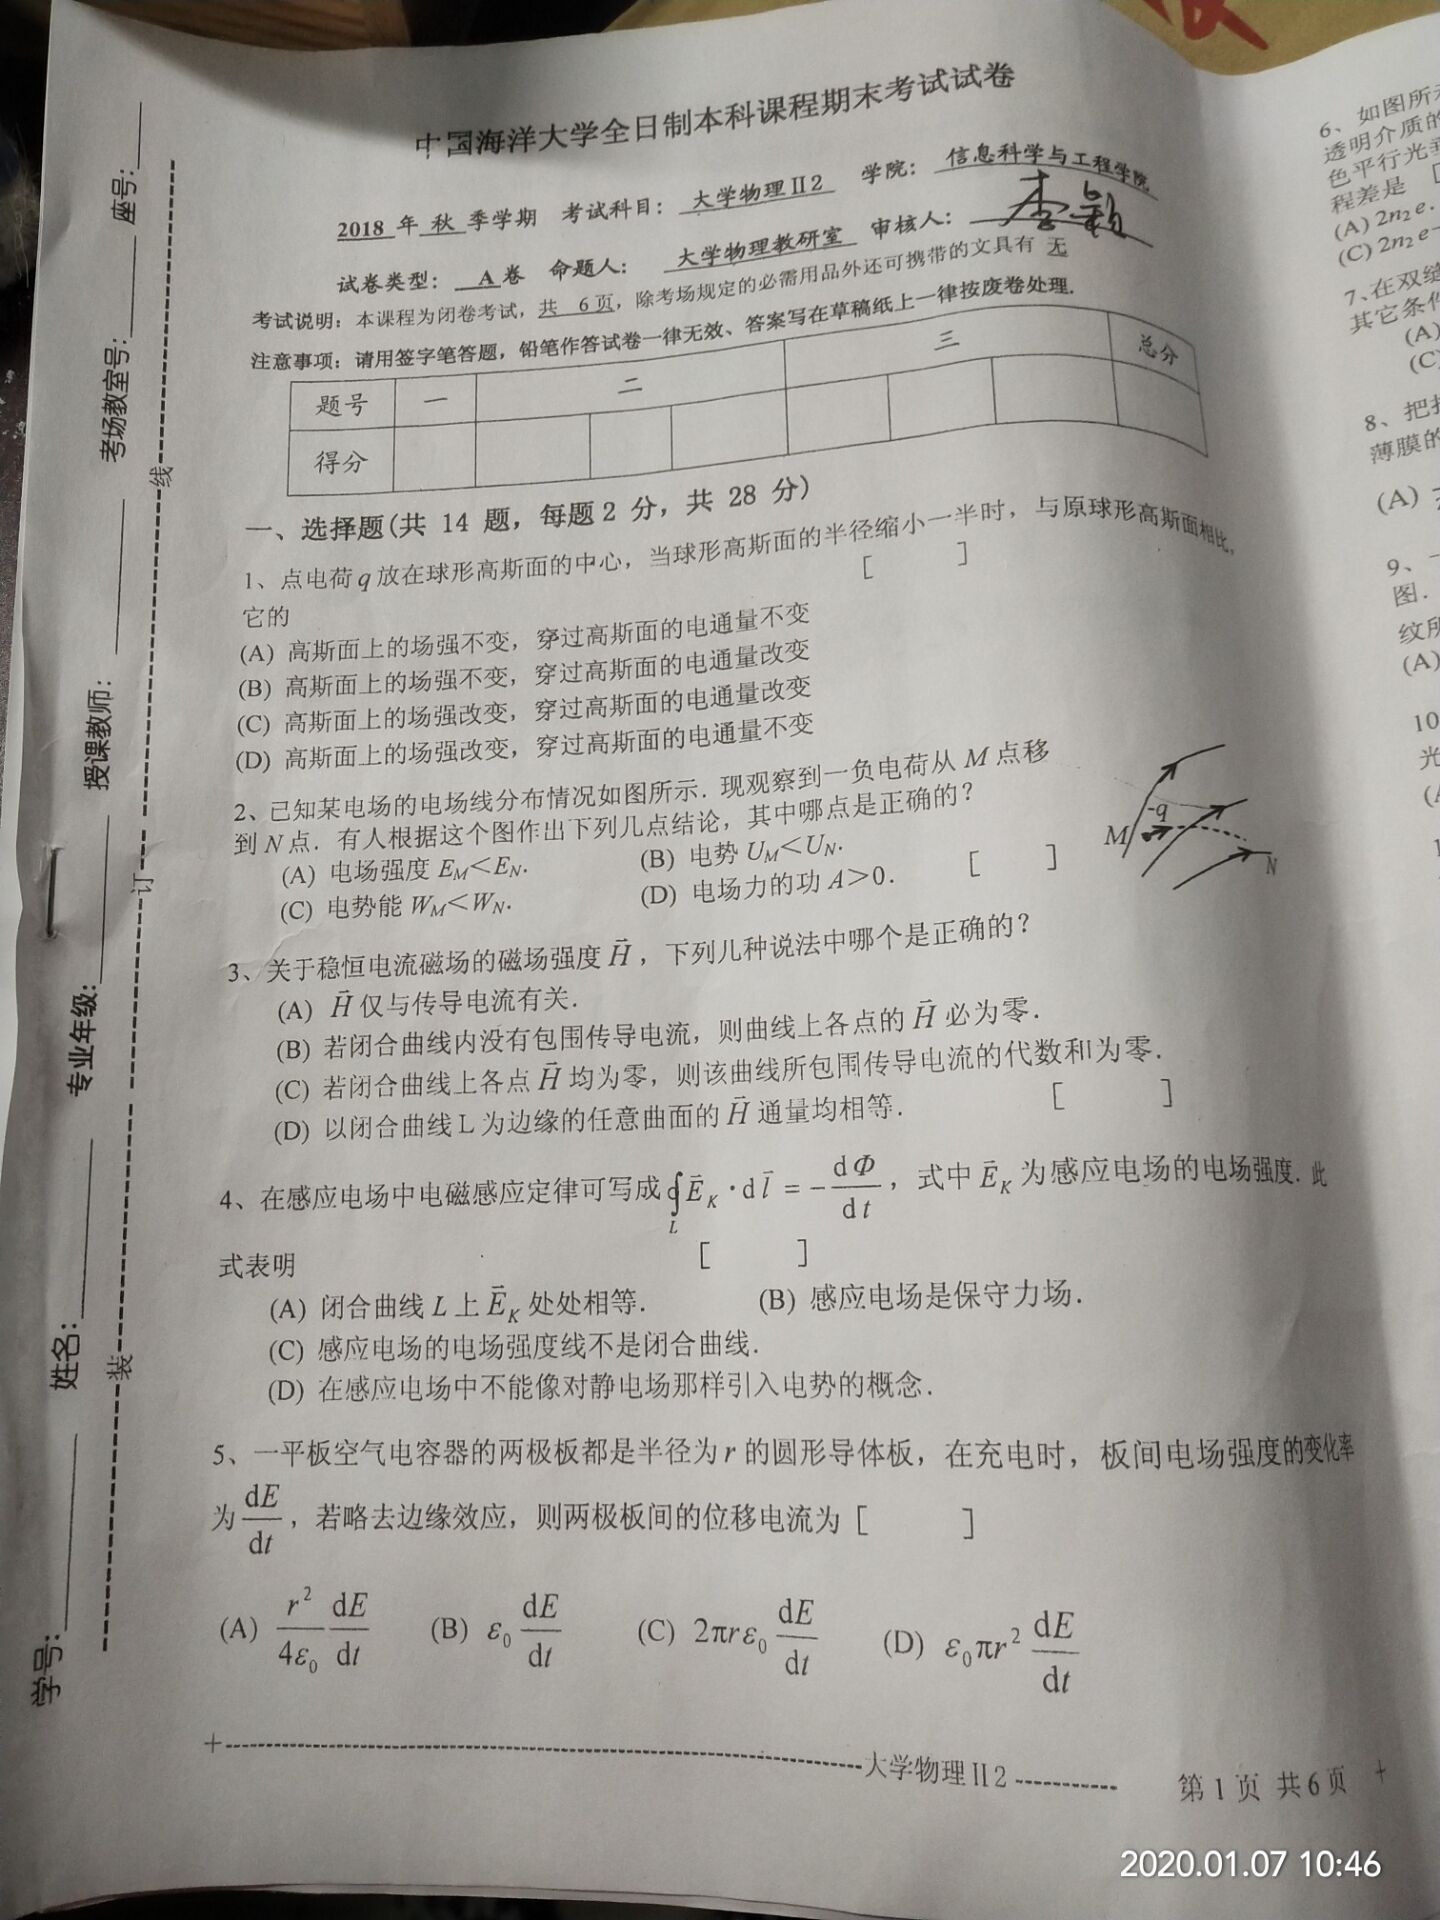 中国海洋大学全日制本科课程期末考试试卷
2018 年 秋 季学期 考试科目: 大学物理Ⅱ2 学院: 信息科学与工程学院
试卷类型: A 卷 命题人: 大学物理教研室 审核人: 李颖
考试说明: 本课程为闭卷考试, 共 6 页, 除考场规定的必需用品外还可携带的文具有 无
注意事项: 请用签字笔答题, 铅笔作答试卷一律无效、答案写在草稿纸上一律按废卷处理.
题号 一 二 三 总分
得分
一、选择题(共 14 题, 每题 2 分, 共 28 分)
1、点电荷 q 放在球形高斯面的中心, 当球形高斯面的半径缩小一半时, 与原球形高斯面相比,
它的 [ ]
(A) 高斯面上的场强不变, 穿过高斯面的电通量不变
(B) 高斯面上的场强不变, 穿过高斯面的电通量改变
(C) 高斯面上的场强改变, 穿过高斯面的电通量改变
(D) 高斯面上的场强改变, 穿过高斯面的电通量不变
2、已知某电场的电场线分布情况如图所示. 现观察到一负电荷从 M 点移
到 N 点. 有人根据这个图作出下列几点结论, 其中哪点是正确的?
(A) 电场强度 E_M<E_N. (B) 电势 U_M<U_N.
(C) 电势能 W_M<W_N. (D) 电场力的功 A>0. [ ]
M -q N
3、关于稳恒电流磁场的磁场强度 H⃗, 下列几种说法中哪个是正确的?
(A) H⃗ 仅与传导电流有关.
(B) 若闭合曲线内没有包围传导电流, 则曲线上各点的 H⃗ 必为零.
(C) 若闭合曲线上各点 H⃗ 均为零, 则该曲线所包围传导电流的代数和为零.
(D) 以闭合曲线 L 为边缘的任意曲面的 H⃗ 通量均相等. [ ]
4、在感应电场中电磁感应定律可写成 ∮_L E⃗_K · d l⃗ = − dΦ/dt, 式中 E⃗_K 为感应电场的电场强度. 此
式表明 [ ]
(A) 闭合曲线 L 上 E⃗_K 处处相等. (B) 感应电场是保守力场.
(C) 感应电场的电场强度线不是闭合曲线.
(D) 在感应电场中不能像对静电场那样引入电势的概念.
5、一平板空气电容器的两极板都是半径为 r 的圆形导体板, 在充电时, 板间电场强度的变化率
为 dE/dt, 若略去边缘效应, 则两极板间的位移电流为 [ ]
(A) r²/4ε₀ dE/dt (B) ε₀ dE/dt (C) 2πrε₀ dE/dt (D) ε₀πr² dE/dt
大学物理Ⅱ2
第 1 页 共 6 页
学号: 姓名: 专业年级: 授课教师: 考场教室号: 座号:
装 订 线
6、如图所
透明介质的
色平行光
程差是 [
(A) 2n₂e.
(C) 2n₂e
7、在双缝
其它条件
(A)
(C
8、把
薄膜的
(A)
9、
图.
纹所
(A)
10
光
2020.01.07 10:46